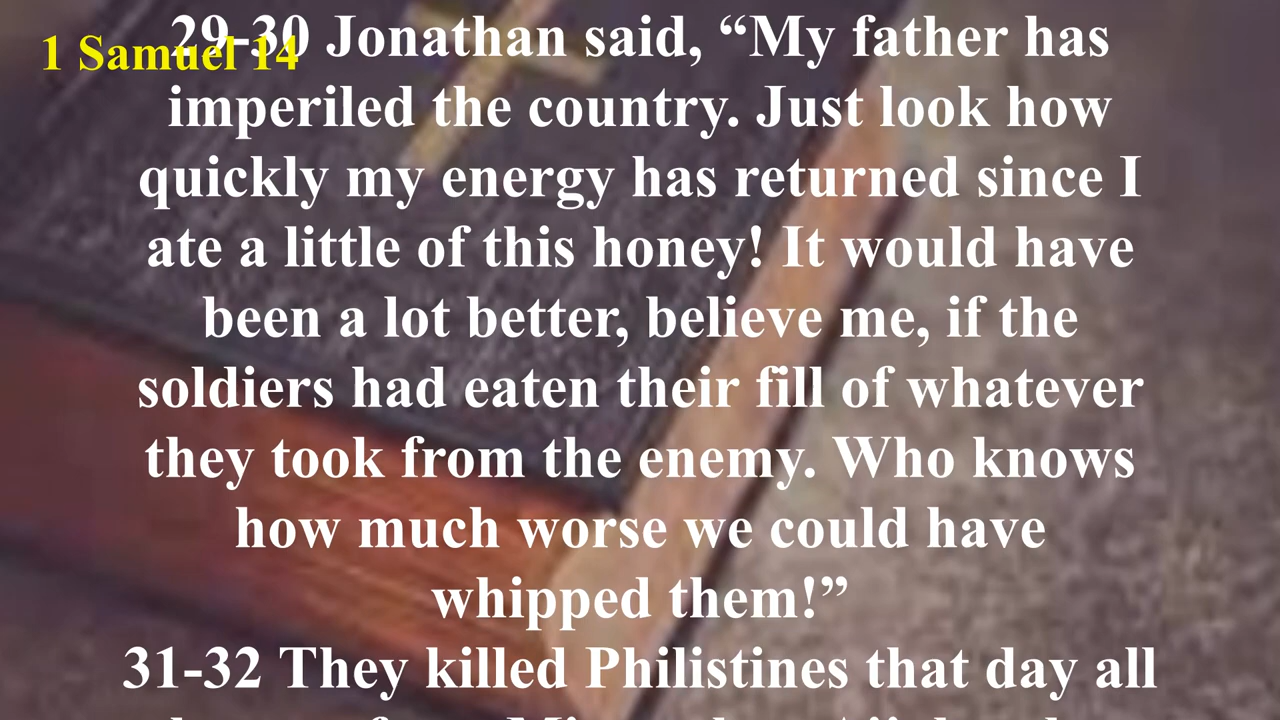 1 Samuel 14
29-30 Jonathan said, “My father has
imperiled the country. Just look how
quickly my energy has returned since I
ate a little of this honey! It would have
been a lot better, believe me, if the
soldiers had eaten their fill of whatever
they took from the enemy. Who knows
how much worse we could have
whipped them!”
31-32 They killed Philistines that day all